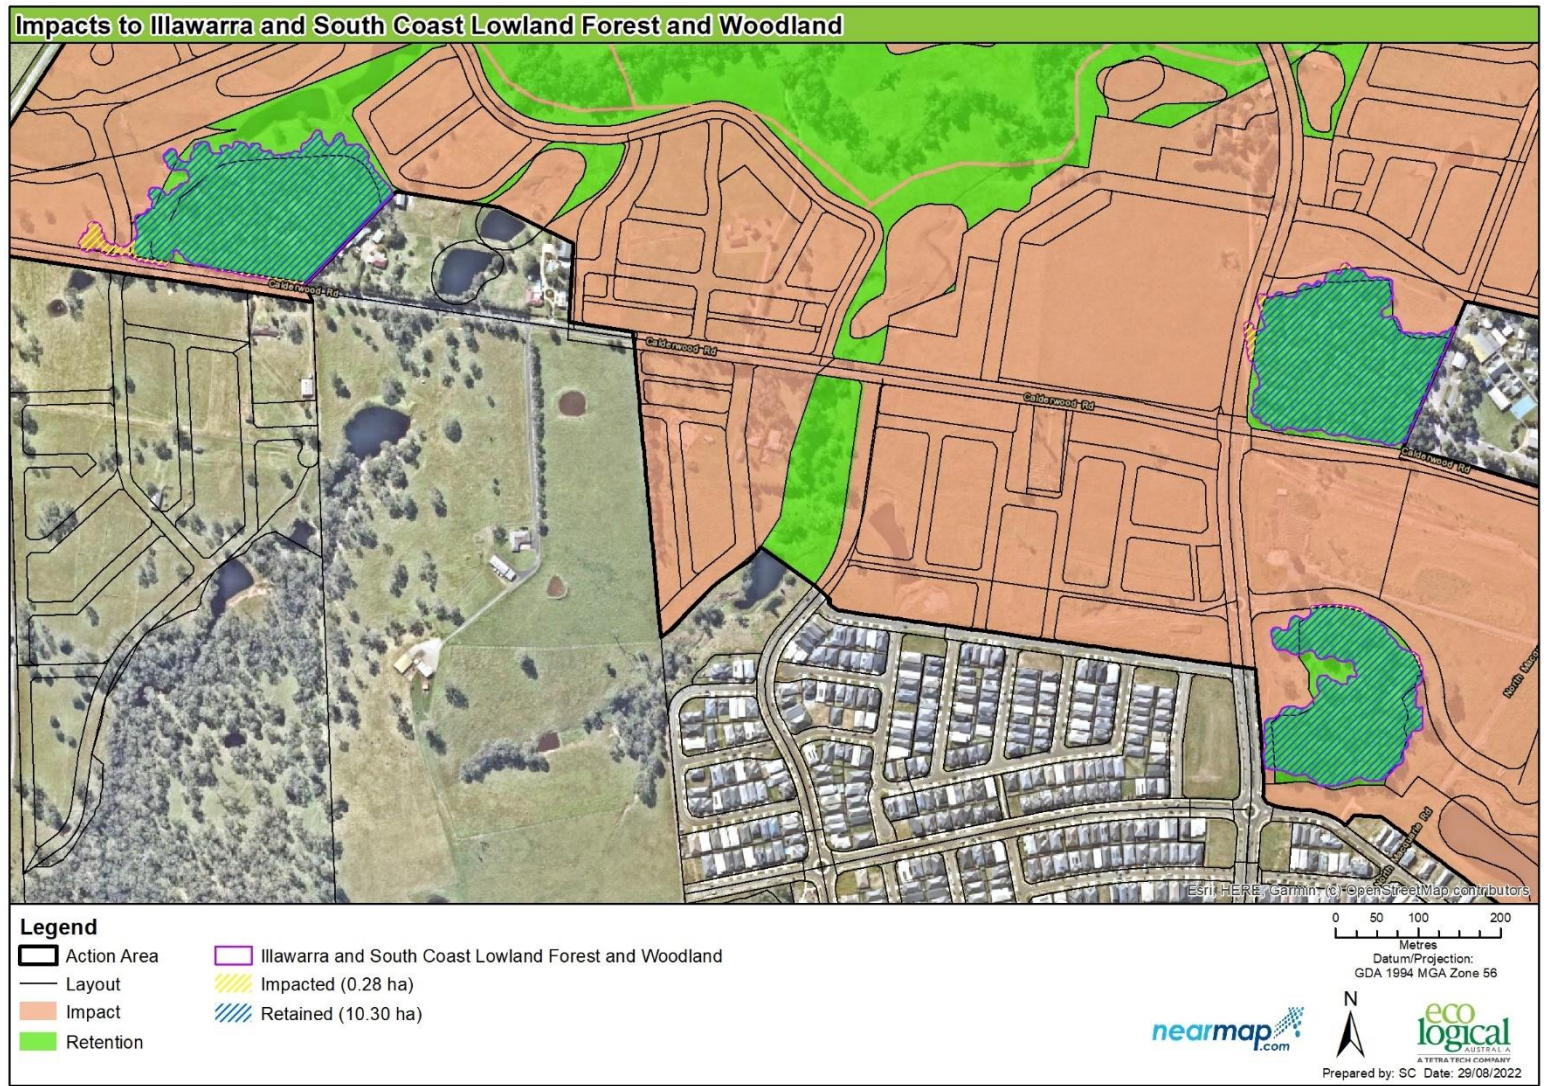 Impacts to Illawarra and South Coast Lowland Forest and Woodland
Calderwood Rd
Calderwood Rd
Calderwood Rd
Calderwood Rd
North Macquarie Rd
Esri, HERE, Garmin, (c) OpenStreetMap contributors
Legend
Action Area
Layout
Impact
Retention
Illawarra and South Coast Lowland Forest and Woodland
Impacted (0.28 ha)
Retained (10.30 ha)
0 50 100 200
Metres
Datum/Projection:
GDA 1994 MGA Zone 56
nearmap
.com
N
eco
logical
AUSTRALIA
A TETRA TECH COMPANY
Prepared by: SC Date: 29/08/2022